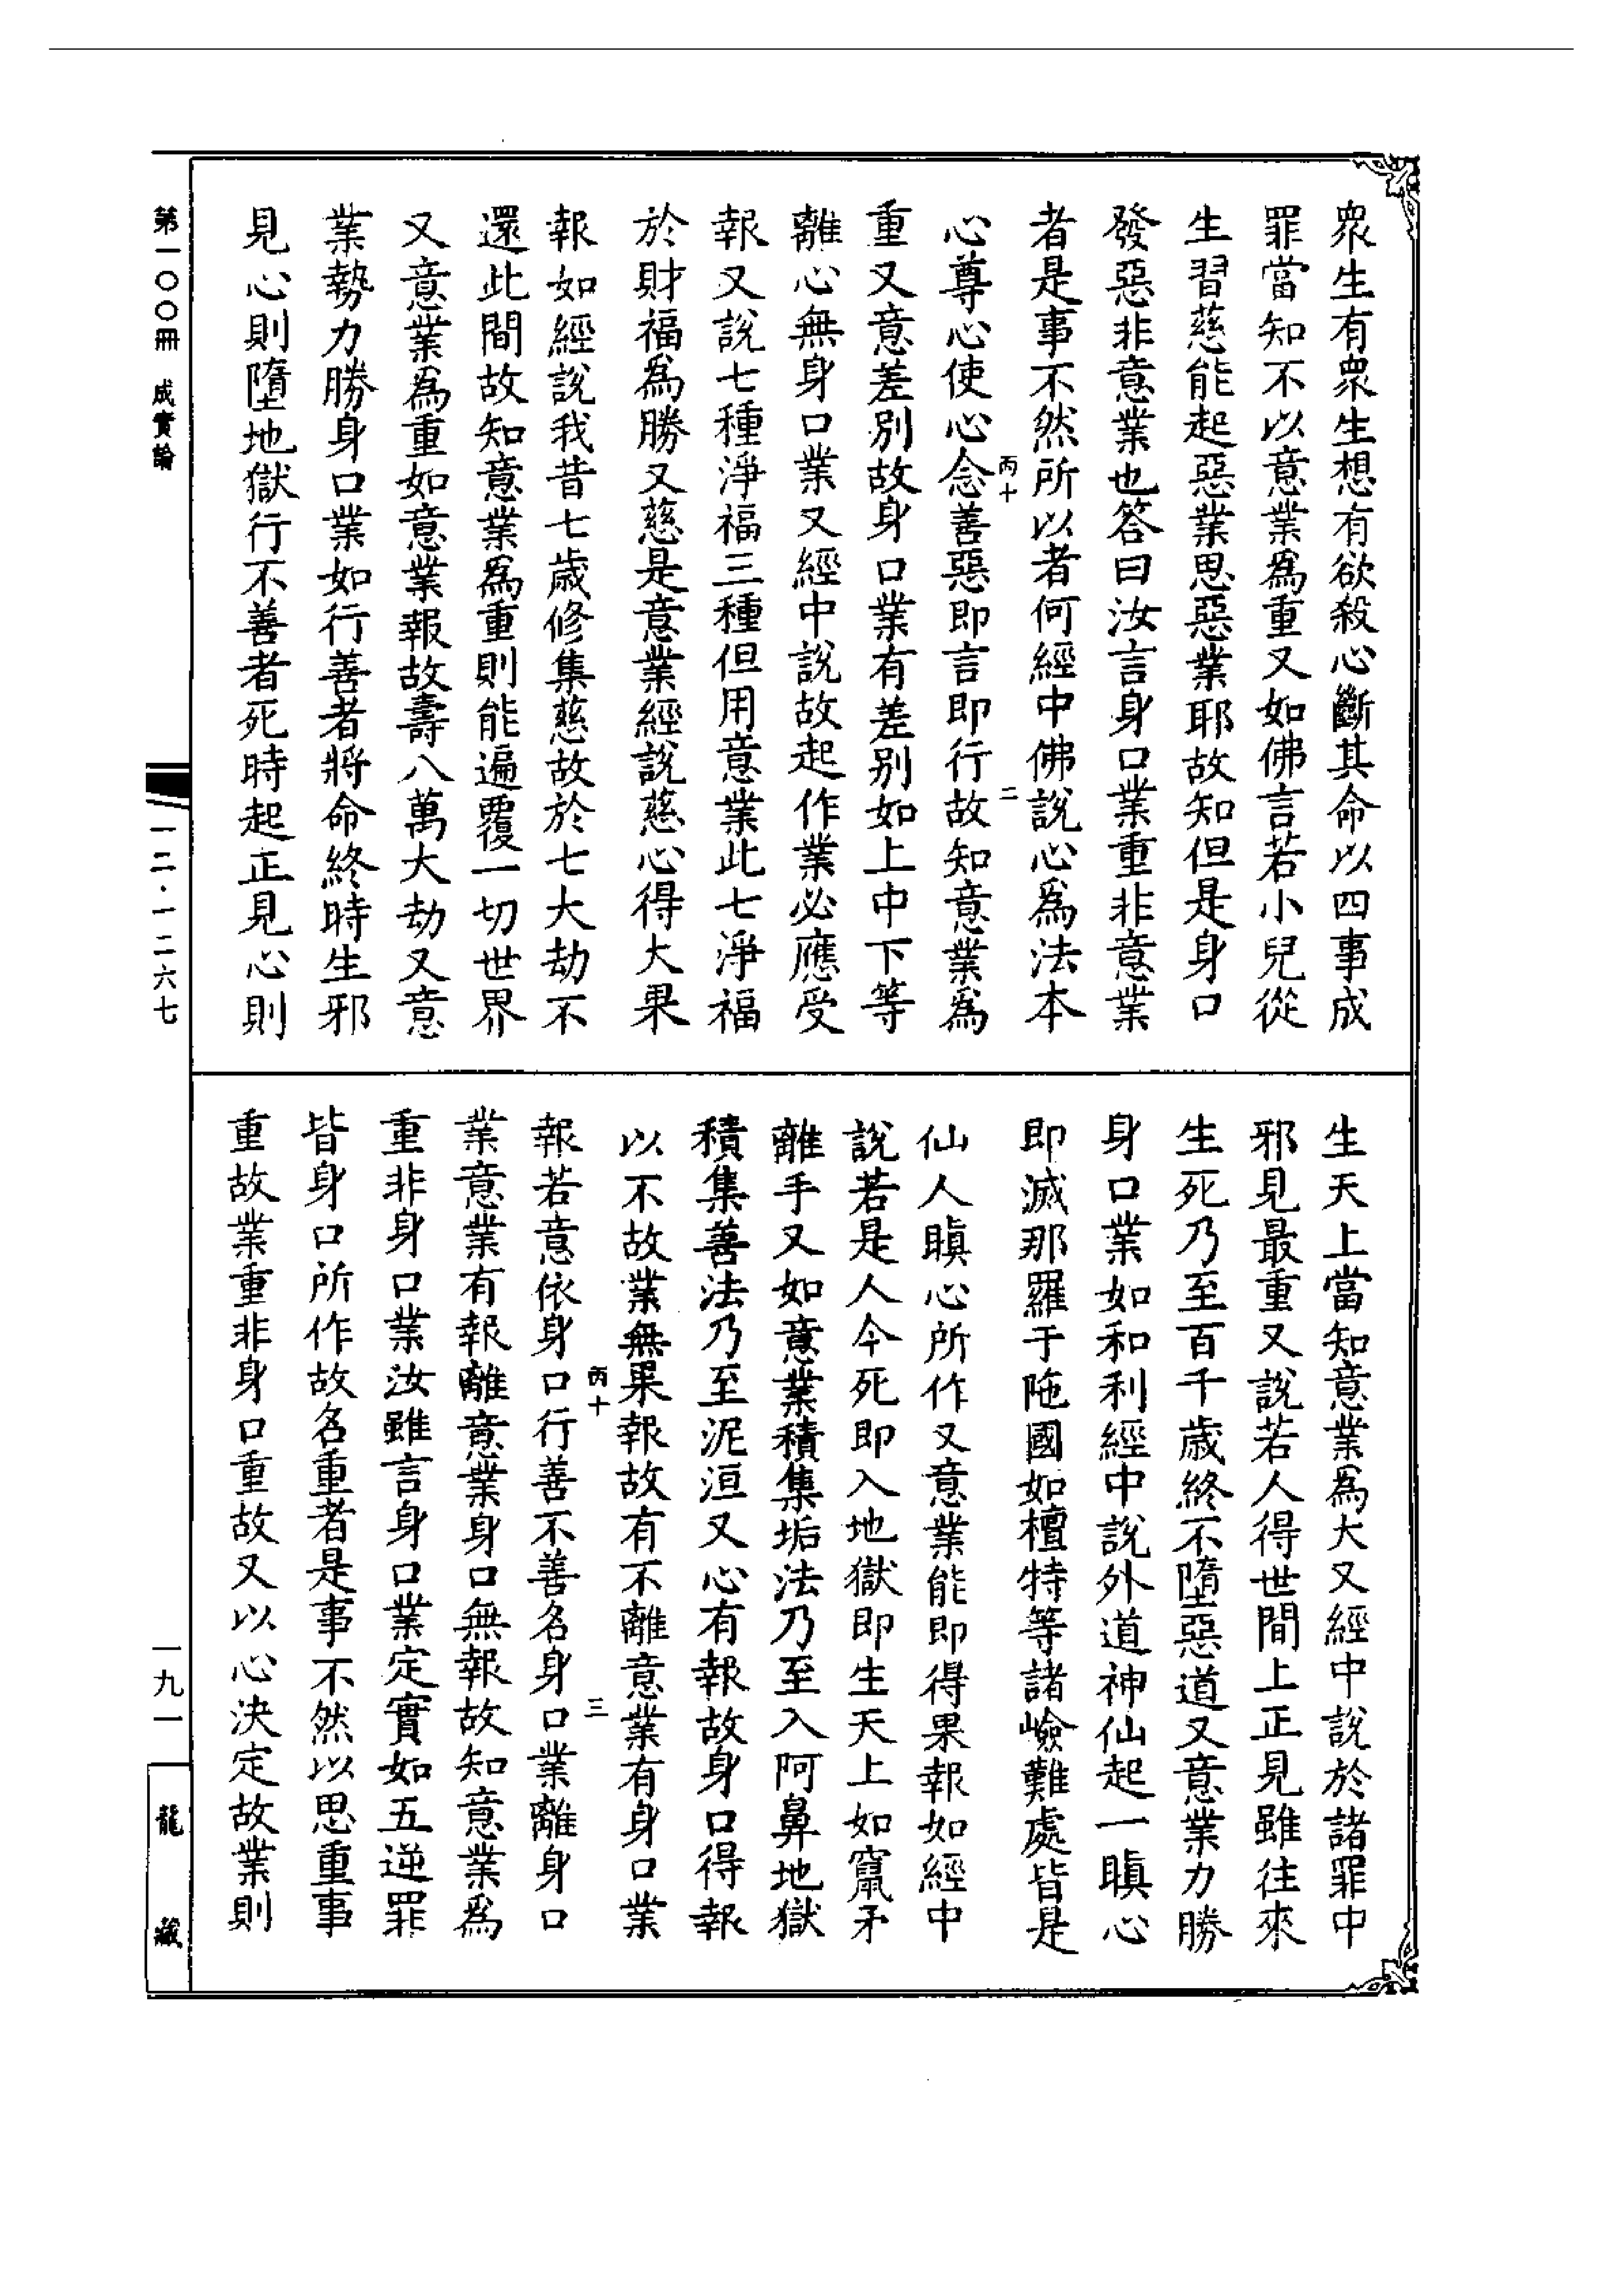 衆生有衆生想有欲殺心斷其命以四事成
罪當知不以意業爲重又如佛言若小兒從
生習慈能起惡業思惡業耶故知但是身口
發惡非意業也答曰汝言身口業重非意業
者是事不然所以者何經中佛說心爲法本
丙十 二
心尊心使心念善惡即言即行故知意業爲
重又意差別故身口業有差别如上中下等
離心無身口業又經中說故起作業必應受
報又說七種淨福三種但用意業此七淨福
於財福爲勝又慈是意業經說慈心得大果
報如經說我昔七歲修集慈故於七大劫不
還此間故知意業爲重則能遍覆一切世界
又意業爲重如意業報故壽八萬大劫又意
業勢力勝身口業如行善者將命終時生邪
見心則墮地獄行不善者死時起正見心則
生天上當知意業爲大又經中說於諸罪中
邪見最重又說若人得世間上正見雖往來
生死乃至百千歲終不墮惡道又意業力勝
身口業如和利經中說外道神仙起一瞋心
即滅那羅于陁國如檀特等諸嶮難處皆是
仙人瞋心所作又意業能即得果報如經中
說若是人今死即入地獄即生天上如𥎞矛
離手又如意業積集垢法乃至入阿鼻地獄
積集善法乃至泥洹又心有報故身口得報
以不故業無果報故有不離意業有身口業
丙十 三
報若意依身口行善不善名身口業離身口
業意業有報離意業身口無報故知意業爲
重非身口業汝雖言身口業定實如五逆罪
皆身口所作故名重者是事不然以思重事
重故業重非身口重故又以心決定故業則
第一〇〇冊 成實論
一二·一二六七
一九一
龍藏